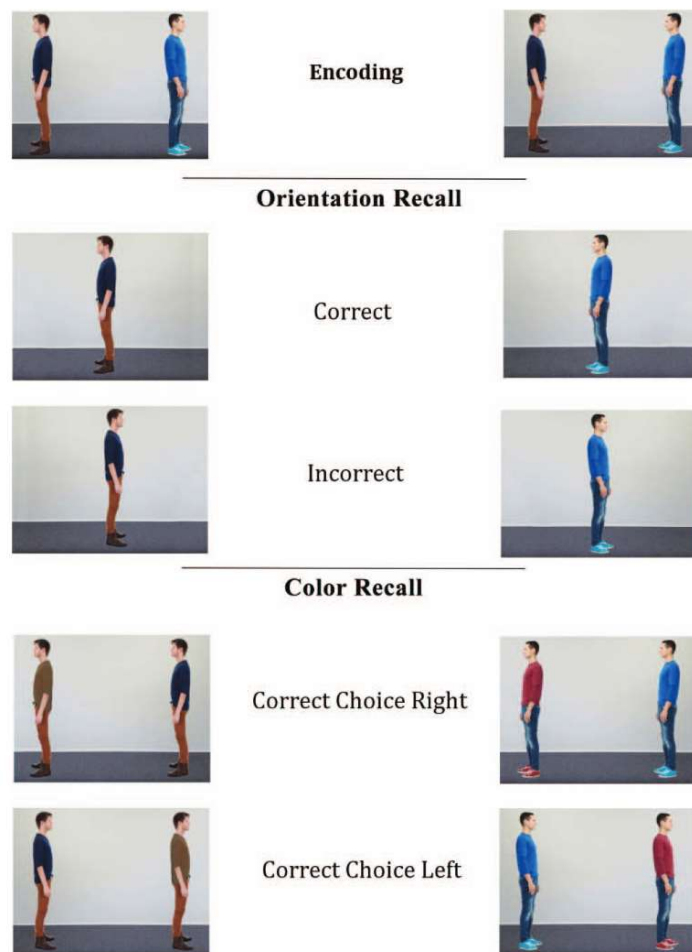 Encoding
Orientation Recall
Correct
Incorrect
Color Recall
Correct Choice Right
Correct Choice Left